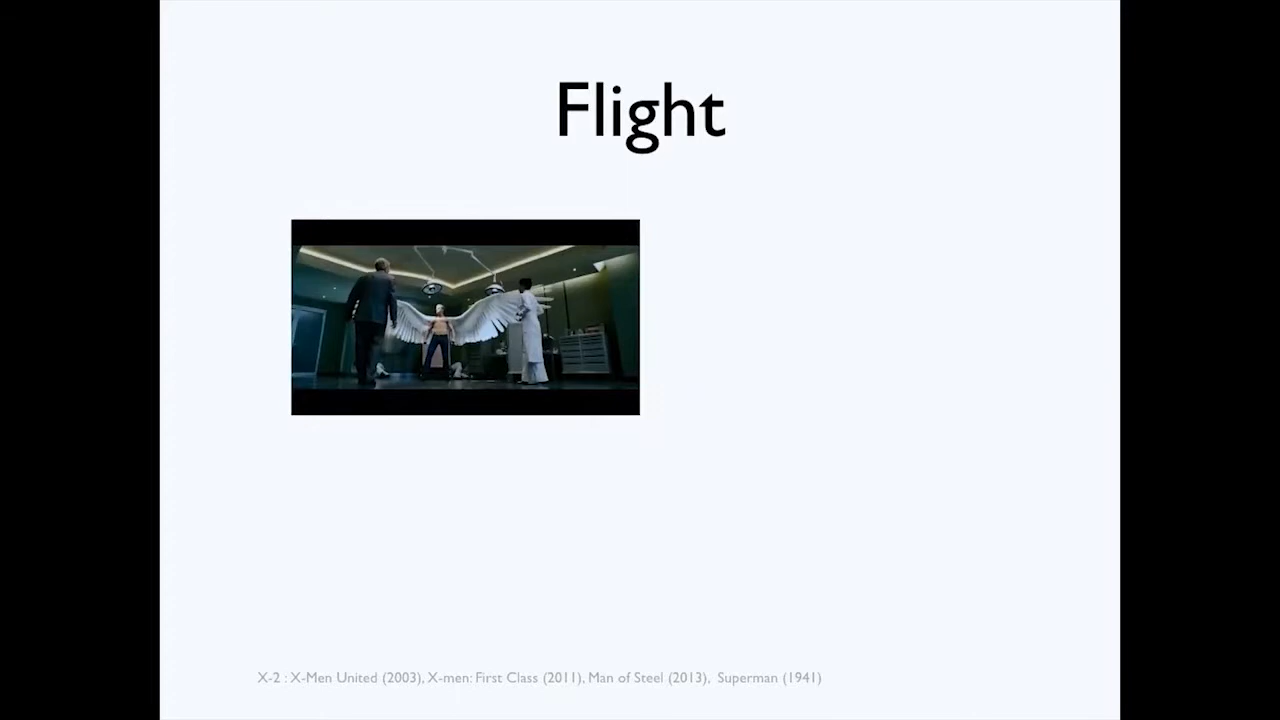 Flight
X-2 : X-Men United (2003), X-men: First Class (2011), Man of Steel (2013), Superman (1941)